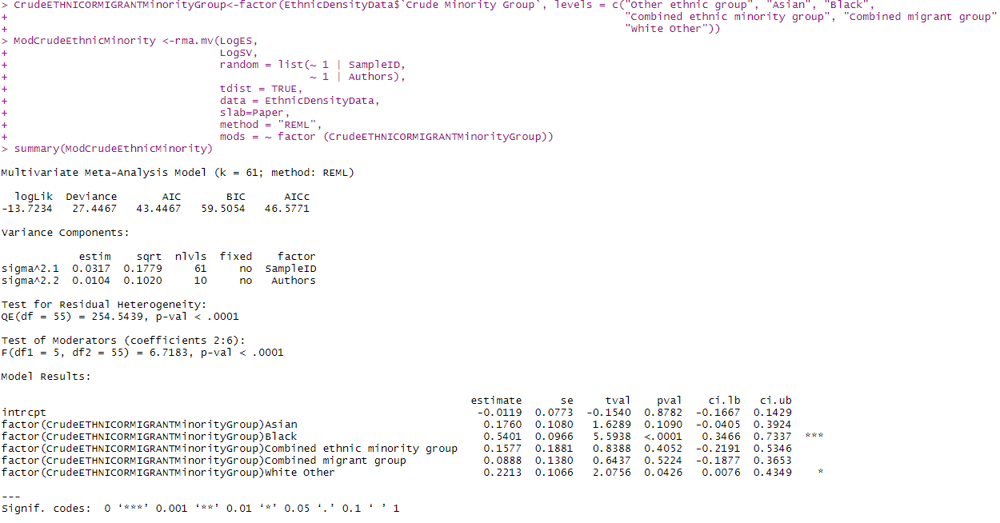 > CrudeETHNICORMIGRANTMinorityGroup<-factor(EthnicDensityData$`Crude Minority Group`, levels = c("Other ethnic group", "Asian", "Black",
+ "Combined ethnic minority group", "Combined migrant group"
+ "White Other"))
> ModCrudeEthnicMinority <-rma.mv(LogES,
+ LogSV,
+ random = list(~ 1 | SampleID,
+ ~ 1 | Authors),
+ tdist = TRUE,
+ data = EthnicDensityData,
+ slab=Paper,
+ method = "REML",
+ mods = ~ factor (CrudeETHNICORMIGRANTMinorityGroup))
> summary(ModCrudeEthnicMinority)
Multivariate Meta-Analysis Model (k = 61; method: REML)
logLik Deviance AIC BIC AICc
-13.7234 27.4467 43.4467 59.5054 46.5771
Variance Components:
estim sqrt nlvls fixed factor
sigma^2.1 0.0317 0.1779 61 no SampleID
sigma^2.2 0.0104 0.1020 10 no Authors
Test for Residual Heterogeneity:
QE(df = 55) = 254.5439, p-val < .0001
Test of Moderators (coefficients 2:6):
F(df1 = 5, df2 = 55) = 6.7183, p-val < .0001
Model Results:
estimate se tval pval ci.lb ci.ub
intrcpt -0.0119 0.0773 -0.1540 0.8782 -0.1667 0.1429
factor(CrudeETHNICORMIGRANTMinorityGroup)Asian 0.1760 0.1080 1.6289 0.1090 -0.0405 0.3924
factor(CrudeETHNICORMIGRANTMinorityGroup)Black 0.5401 0.0966 5.5938 <.0001 0.3466 0.7337 ***
factor(CrudeETHNICORMIGRANTMinorityGroup)Combined ethnic minority group 0.1577 0.1881 0.8388 0.4052 -0.2191 0.5346
factor(CrudeETHNICORMIGRANTMinorityGroup)Combined migrant group 0.0888 0.1380 0.6437 0.5224 -0.1877 0.3653
factor(CrudeETHNICORMIGRANTMinorityGroup)White Other 0.2213 0.1066 2.0756 0.0426 0.0076 0.4349 *
---
Signif. codes: 0 ‘***’ 0.001 ‘**’ 0.01 ‘*’ 0.05 ‘.’ 0.1 ‘ ’ 1